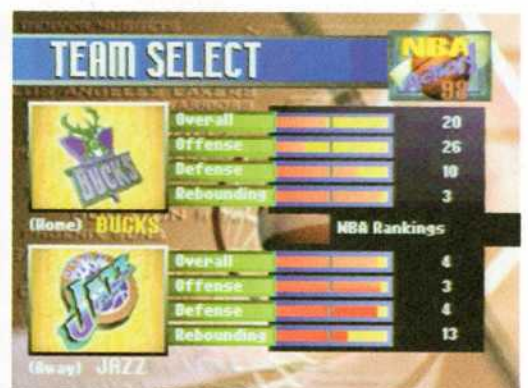 TEAM SELECT
NBA
98
BUCKS
Overall 20
Offense 26
Defense 10
Rebounding 3
(Home) BUCKS
NBA Rankings
JAZZ
Overall 4
Offense 3
Defense 4
Rebounding 13
(Away) JAZZ